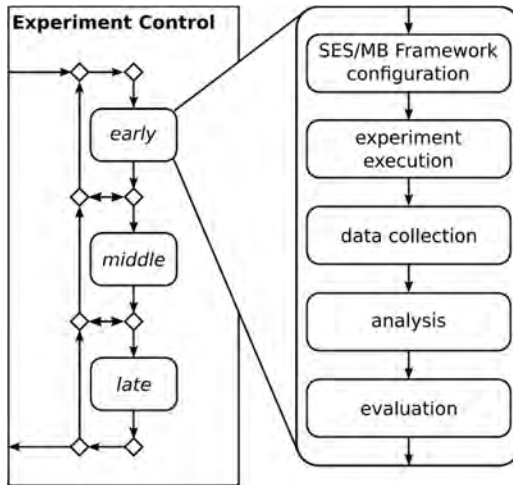 Experiment Control
early
middle
late
SES/MB Framework
configuration
experiment
execution
data collection
analysis
evaluation